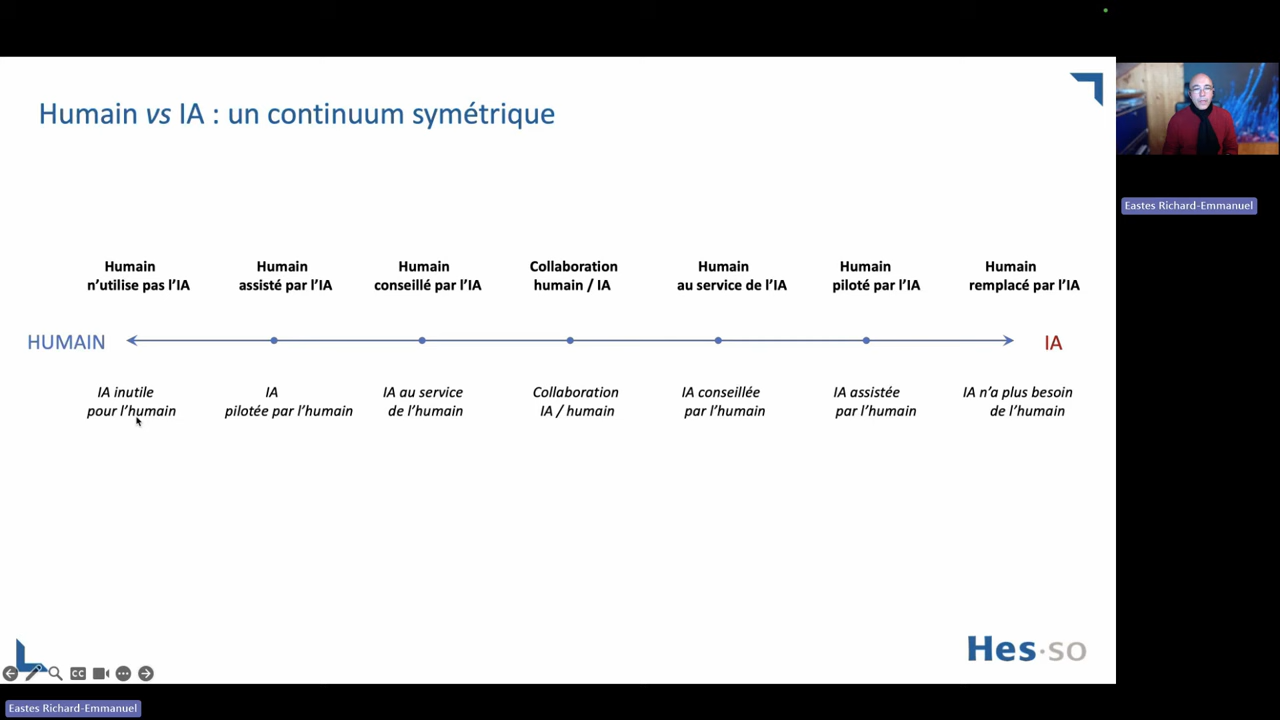 Humain vs IA : un continuum symétrique
Humain
n’utilise pas l’IA
Humain
assisté par l’IA
Humain
conseillé par l’IA
Collaboration
humain / IA
Humain
au service de l’IA
Humain
piloté par l’IA
Humain
remplacé par l’IA
HUMAIN
IA
IA inutile
pour l’humain
IA
pilotée par l’humain
IA au service
de l’humain
Collaboration
IA / humain
IA conseillée
par l’humain
IA assistée
par l’humain
IA n’a plus besoin
de l’humain
Hes·so
CC
Eastes Richard-Emmanuel
Eastes Richard-Emmanuel